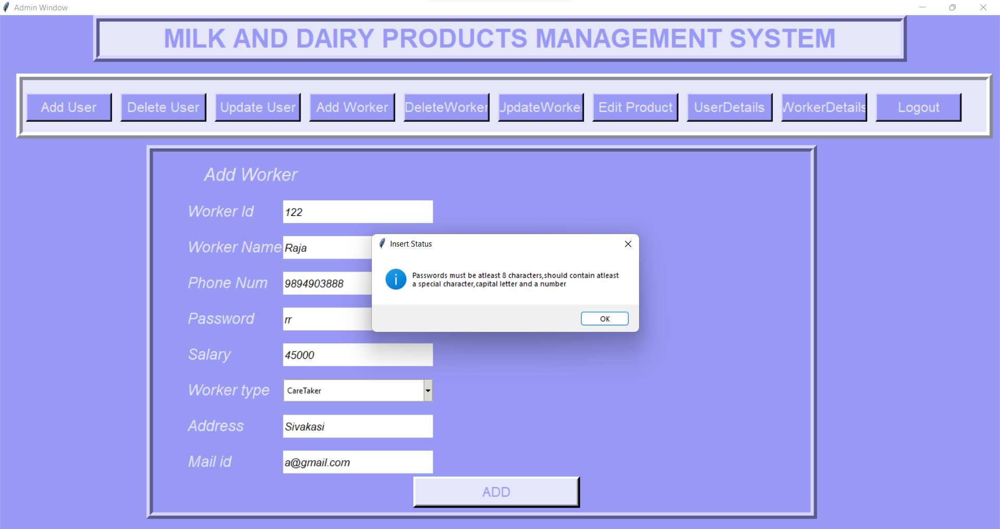 Admin Window
MILK AND DAIRY PRODUCTS MANAGEMENT SYSTEM
Add User Delete User Update User Add Worker DeleteWorker UpdateWorke Edit Product UserDetails WorkerDetails Logout
Add Worker
Worker Id 122
Worker Name Raja
Insert Status
Phone Num 9894903888
Passwords must be atleast 8 characters,should contain atleast
a special character,capital letter and a number
Password rr
OK
Salary 45000
Worker type CareTaker
Address Sivakasi
Mail id a@gmail.com
ADD